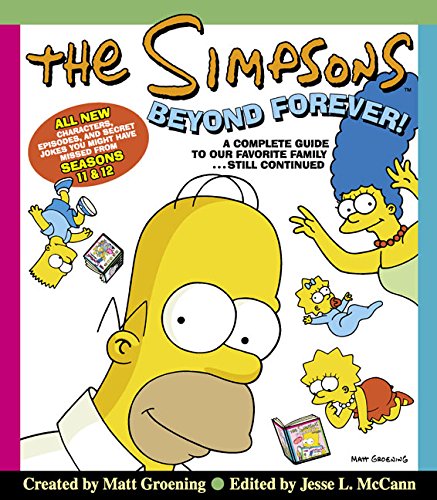 THE SIMPSONS™
BEYOND FOREVER!
A COMPLETE GUIDE
TO OUR FAVORITE FAMILY
...STILL CONTINUED
ALL NEW
CHARACTERS,
EPISODES, AND SECRET
JOKES YOU MIGHT HAVE
MISSED FROM
SEASONS
11 & 12
MATT GROENING
Created by Matt Groening ● Edited by Jesse L. McCann